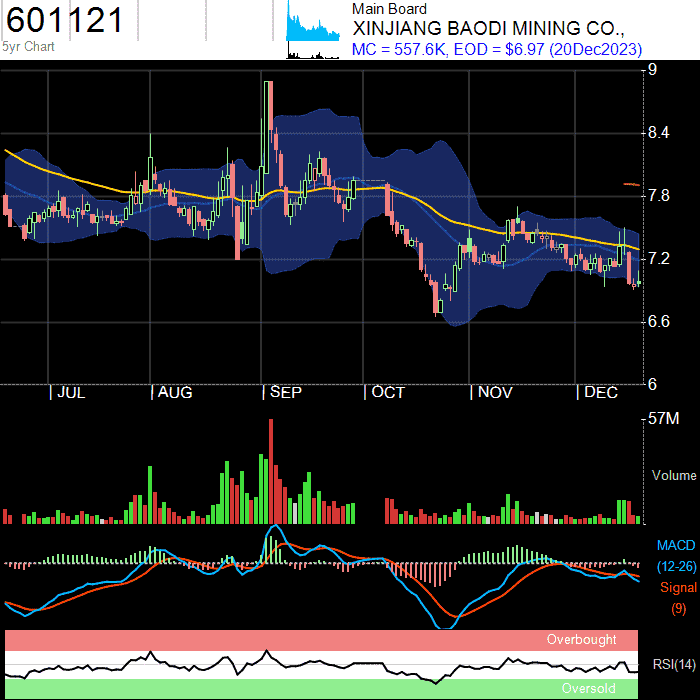 601121
5yr Chart
Main Board
XINJIANG BAODI MINING CO.,
MC = 557.6K, EOD = $6.97 (20Dec2023)
9
8.4
7.8
7.2
6.6
6
JUL
AUG
SEP
OCT
NOV
DEC
57M
Volume
MACD
(12-26)
Signal
(9)
Overbought
RSI(14)
Oversold